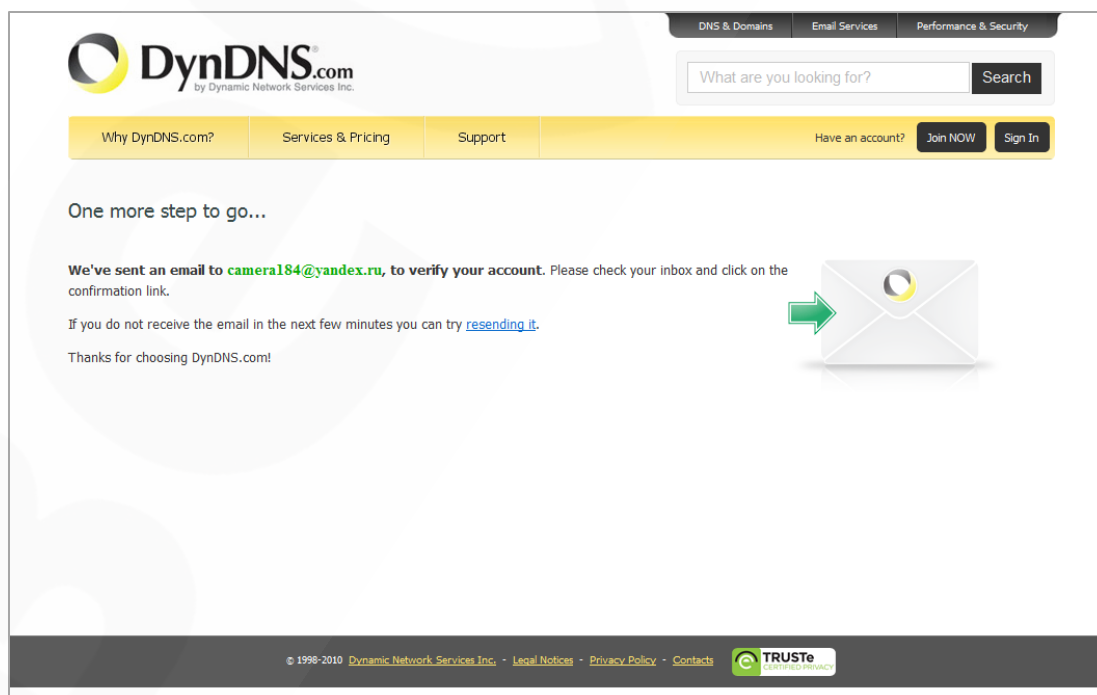 DNS & Domains Email Services Performance & Security
DynDNS.com
by Dynamic Network Services Inc.
What are you looking for? Search
Why DynDNS.com? Services & Pricing Support Have an account? Join NOW Sign In
One more step to go...
We've sent an email to camera184@yandex.ru, to verify your account. Please check your inbox and click on the
confirmation link.
If you do not receive the email in the next few minutes you can try resending it.
Thanks for choosing DynDNS.com!
© 1998-2010 Dynamic Network Services Inc. - Legal Notices - Privacy Policy - Contacts TRUSTe
CERTIFIED PRIVACY